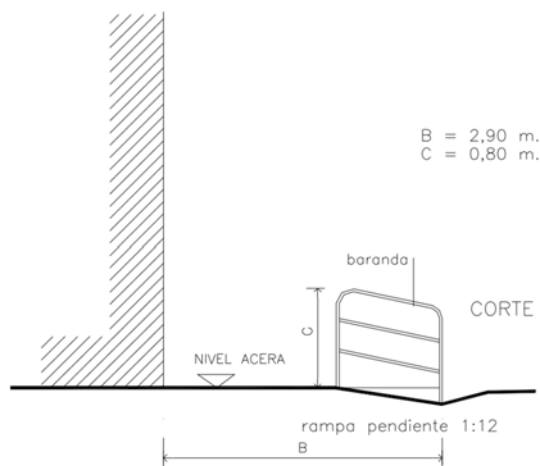 B = 2,90 m.
C = 0,80 m.
baranda
CORTE
C
NIVEL ACERA
rampa pendiente 1:12
B